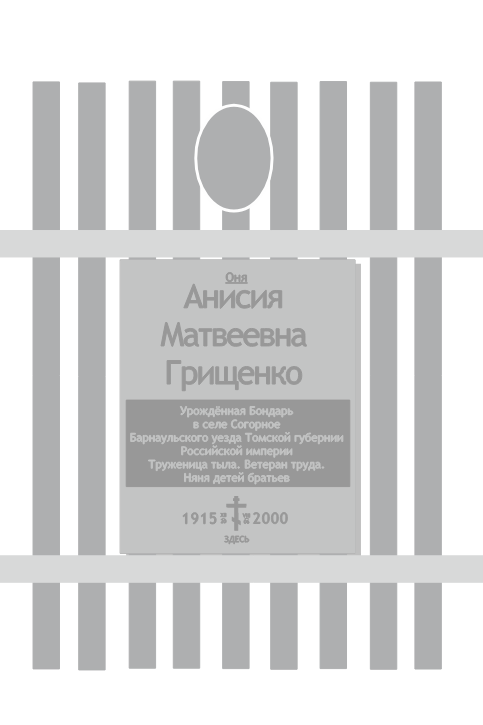 Оня
Анисия
Матвеевна
Грищенко
Урождённая Бондарь
в селе Согорное
Барнаульского уезда Томской губернии
Российской империи
Труженица тыла. Ветеран труда.
Няня детей братьев
1915 2000
ЗДЕСЬ